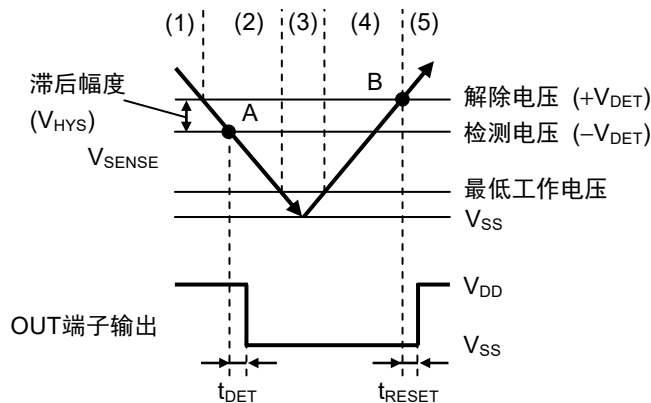 (1) (2) (3) (4) (5)
滞后幅度
(VHYS)
A
B
解除电压 (+VDET)
检测电压 (−VDET)
VSENSE
最低工作电压
VSS
VDD
OUT端子输出
VSS
tDET
tRESET